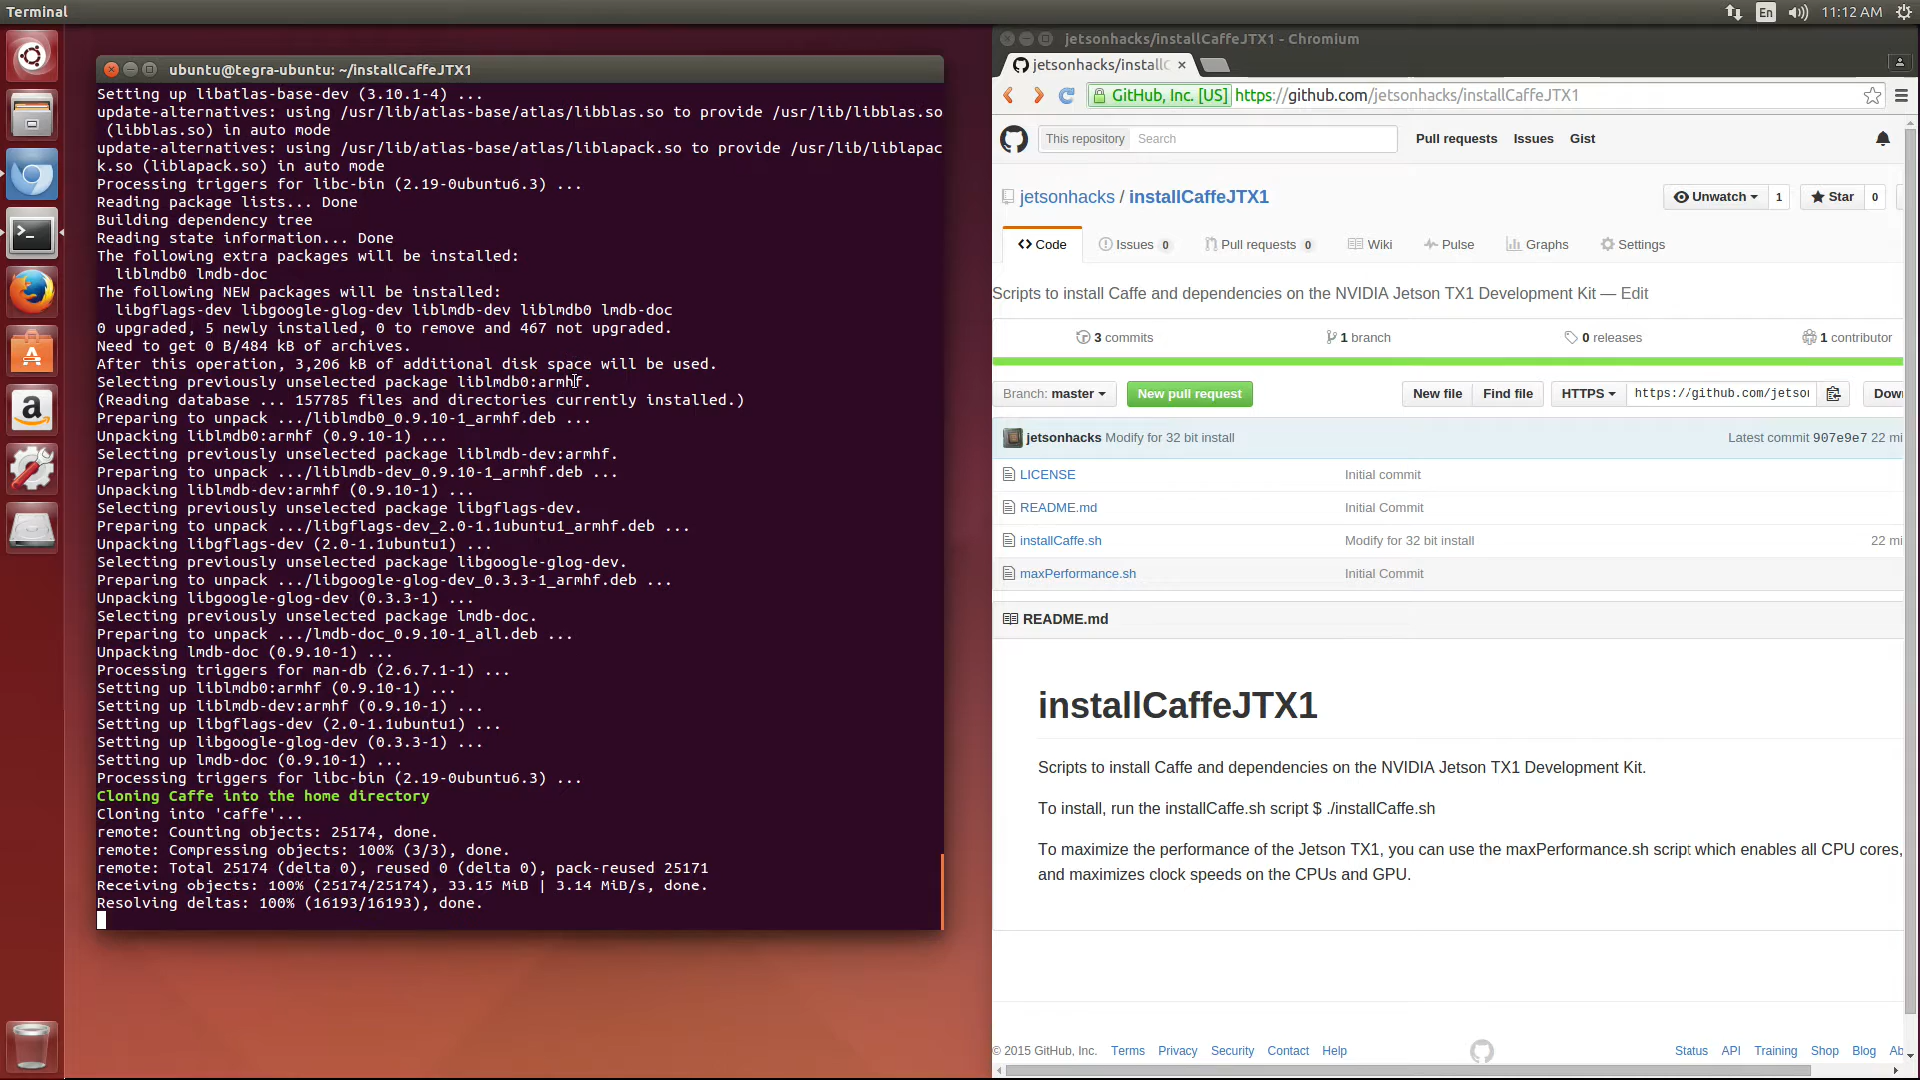 Terminal
En
11:12 AM
ubuntu@tegra-ubuntu: ~/installCaffeJTX1
Setting up libatlas-base-dev (3.10.1-4) ...
update-alternatives: using /usr/lib/atlas-base/atlas/libblas.so to provide /usr/lib/libblas.so
 (libblas.so) in auto mode
update-alternatives: using /usr/lib/atlas-base/atlas/liblapack.so to provide /usr/lib/liblapac
k.so (liblapack.so) in auto mode
Processing triggers for libc-bin (2.19-0ubuntu6.3) ...
Reading package lists... Done
Building dependency tree
Reading state information... Done
The following extra packages will be installed:
  liblmdb0 lmdb-doc
The following NEW packages will be installed:
  libgflags-dev libgoogle-glog-dev liblmdb-dev liblmdb0 lmdb-doc
0 upgraded, 5 newly installed, 0 to remove and 467 not upgraded.
Need to get 0 B/484 kB of archives.
After this operation, 3,206 kB of additional disk space will be used.
Selecting previously unselected package liblmdb0:armhf.
(Reading database ... 157785 files and directories currently installed.)
Preparing to unpack .../liblmdb0_0.9.10-1_armhf.deb ...
Unpacking liblmdb0:armhf (0.9.10-1) ...
Selecting previously unselected package liblmdb-dev:armhf.
Preparing to unpack .../liblmdb-dev_0.9.10-1_armhf.deb ...
Unpacking liblmdb-dev:armhf (0.9.10-1) ...
Selecting previously unselected package libgflags-dev.
Preparing to unpack .../libgflags-dev_2.0-1.1ubuntu1_armhf.deb ...
Unpacking libgflags-dev (2.0-1.1ubuntu1) ...
Selecting previously unselected package libgoogle-glog-dev.
Preparing to unpack .../libgoogle-glog-dev_0.3.3-1_armhf.deb ...
Unpacking libgoogle-glog-dev (0.3.3-1) ...
Selecting previously unselected package lmdb-doc.
Preparing to unpack .../lmdb-doc_0.9.10-1_all.deb ...
Unpacking lmdb-doc (0.9.10-1) ...
Processing triggers for man-db (2.6.7.1-1) ...
Setting up liblmdb0:armhf (0.9.10-1) ...
Setting up liblmdb-dev:armhf (0.9.10-1) ...
Setting up libgflags-dev (2.0-1.1ubuntu1) ...
Setting up libgoogle-glog-dev (0.3.3-1) ...
Setting up lmdb-doc (0.9.10-1) ...
Processing triggers for libc-bin (2.19-0ubuntu6.3) ...
Cloning Caffe into the home directory
Cloning into 'caffe'...
remote: Counting objects: 25174, done.
remote: Compressing objects: 100% (3/3), done.
remote: Total 25174 (delta 0), reused 0 (delta 0), pack-reused 25171
Receiving objects: 100% (25174/25174), 33.15 MiB | 3.14 MiB/s, done.
Resolving deltas: 100% (16193/16193), done.
jetsonhacks/installCaffeJTX1 - Chromium
jetsonhacks/installC
GitHub, Inc. [US] https://github.com/jetsonhacks/installCaffeJTX1
This repository Search Pull requests Issues Gist
jetsonhacks / installCaffeJTX1
Unwatch 1 Star 0
Code Issues 0 Pull requests 0 Wiki Pulse Graphs Settings
Scripts to install Caffe and dependencies on the NVIDIA Jetson TX1 Development Kit — Edit
3 commits 1 branch 0 releases 1 contributor
Branch: master New pull request New file Find file HTTPS https://github.com/jetso Dow
jetsonhacks Modify for 32 bit install Latest commit 907e9e7 22 mi
LICENSE Initial commit
README.md Initial Commit
installCaffe.sh Modify for 32 bit install 22 mi
maxPerformance.sh Initial Commit
README.md
installCaffeJTX1
Scripts to install Caffe and dependencies on the NVIDIA Jetson TX1 Development Kit.
To install, run the installCaffe.sh script $ ./installCaffe.sh
To maximize the performance of the Jetson TX1, you can use the maxPerformance.sh script which enables all CPU cores,
and maximizes clock speeds on the CPUs and GPU.
© 2015 GitHub, Inc. Terms Privacy Security Contact Help
Status API Training Shop Blog Ab